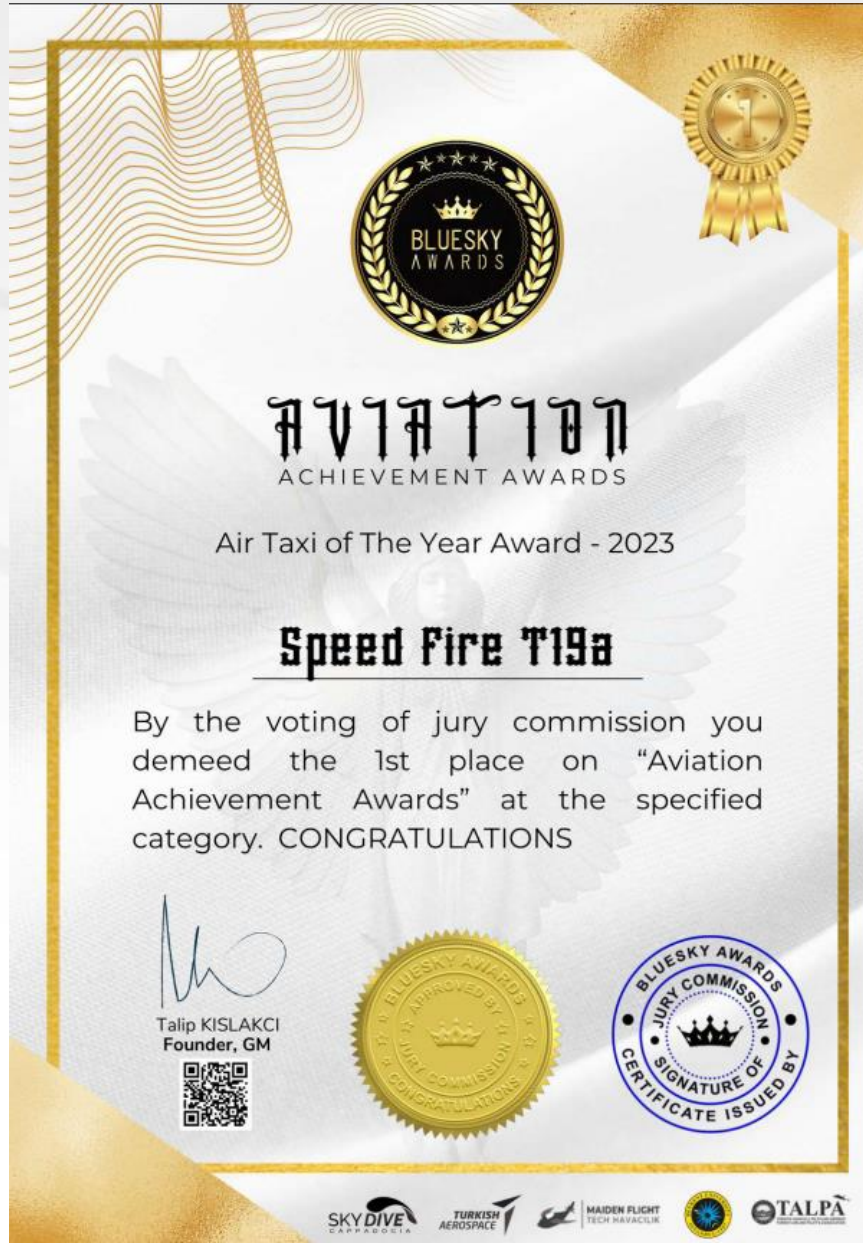 1
BLUESKY
AWARDS
AVIATION
ACHIEVEMENT AWARDS
Air Taxi of The Year Award - 2023
Speed Fire T19a
By the voting of jury commission you
demeed the 1st place on “Aviation
Achievement Awards” at the specified
category. CONGRATULATIONS
Talip KISLAKCI
Founder, GM
BLUESKY AWARDS
APPROVED BY
JURY COMMISSION
CONGRATULATIONS
BLUESKY AWARDS
JURY COMMISSION
SIGNATURE OF
CERTIFICATE ISSUED BY
SKYDIVE
CAPPADOCIA
TURKISH
AEROSPACE
MAIDEN FLIGHT
TECH HAVACILIK
TALPA